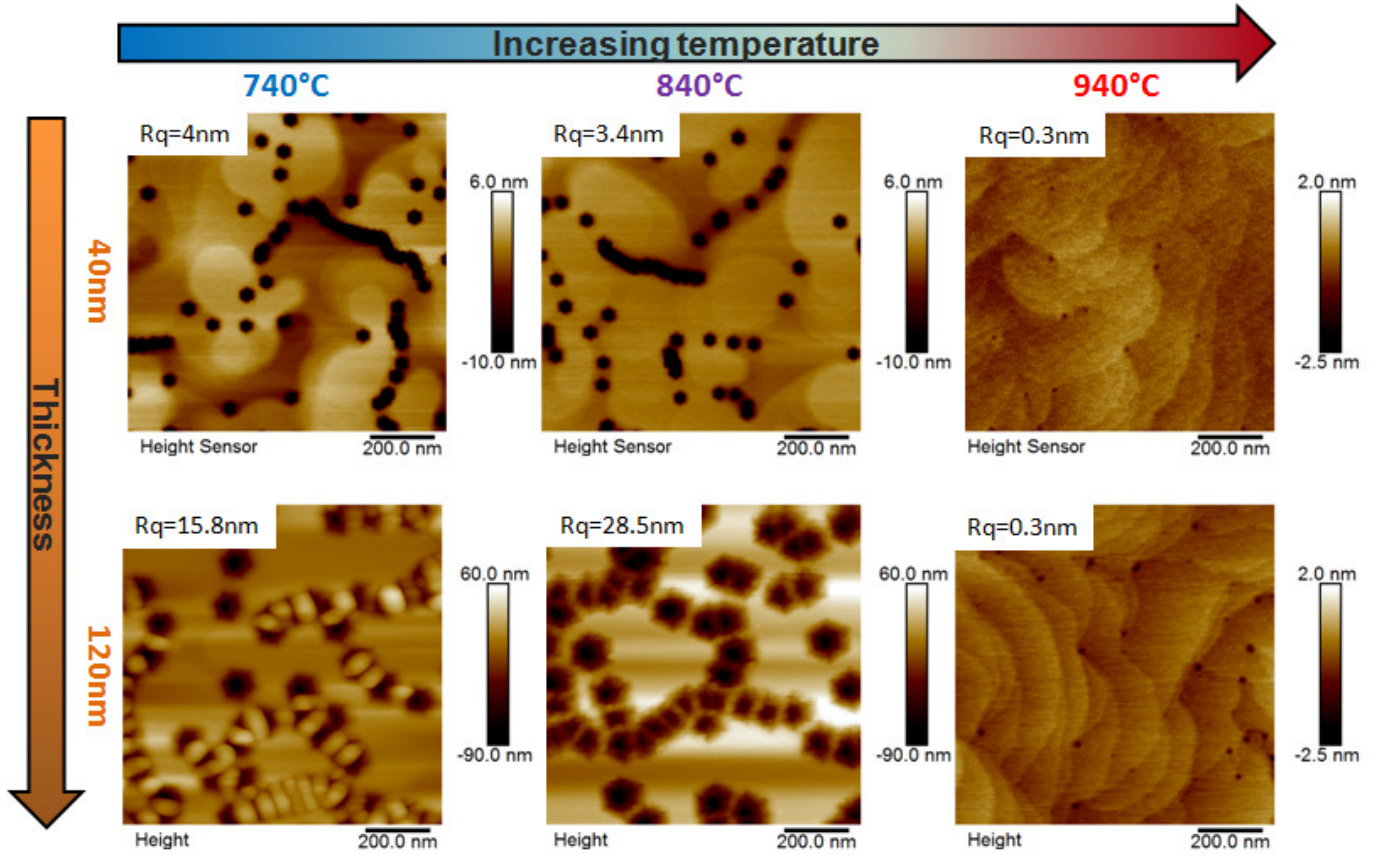 Increasing temperature
740°C
840°C
940°C
Thickness
40nm
120nm
Rq=4nm
6.0 nm
-10.0 nm
Height Sensor
200.0 nm
Rq=3.4nm
6.0 nm
-10.0 nm
Height Sensor
200.0 nm
Rq=0.3nm
2.0 nm
-2.5 nm
Height Sensor
200.0 nm
Rq=15.8nm
60.0 nm
-90.0 nm
Height
200.0 nm
Rq=28.5nm
60.0 nm
-90.0 nm
Height
200.0 nm
Rq=0.3nm
2.0 nm
-2.5 nm
Height
200.0 nm